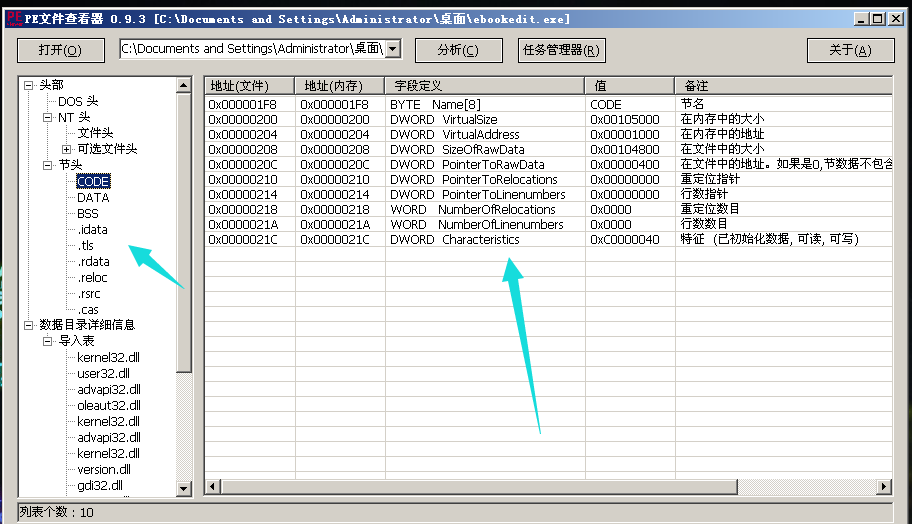 PE文件查看器 0.9.3 [C:\Documents and Settings\Administrator\桌面\ebookedit.exe]
打开(O) C:\Documents and Settings\Administrator\桌面\ 分析(C) 任务管理器(R) 关于(A)
头部
DOS 头
NT 头
文件头
可选文件头
节头
CODE
DATA
BSS
.idata
.tls
.rdata
.reloc
.rsrc
.cas
数据目录详细信息
导入表
kernel32.dll
user32.dll
advapi32.dll
oleaut32.dll
kernel32.dll
advapi32.dll
kernel32.dll
version.dll
gdi32.dll
地址(文件) 地址(内存) 字段定义 值 备注
0x000001F8 0x000001F8 BYTE Name[8] CODE 节名
0x00000200 0x00000200 DWORD VirtualSize 0x00105000 在内存中的大小
0x00000204 0x00000204 DWORD VirtualAddress 0x00001000 在内存中的地址
0x00000208 0x00000208 DWORD SizeOfRawData 0x00104800 在文件中的大小
0x0000020C 0x0000020C DWORD PointerToRawData 0x00000400 在文件中的地址。如果是0,节数据不包含
0x00000210 0x00000210 DWORD PointerToRelocations 0x00000000 重定位指针
0x00000214 0x00000214 DWORD PointerToLinenumbers 0x00000000 行数指针
0x00000218 0x00000218 WORD NumberOfRelocations 0x0000 重定位数目
0x0000021A 0x0000021A WORD NumberOfLinenumbers 0x0000 行数数目
0x0000021C 0x0000021C DWORD Characteristics 0xC0000040 特征 (已初始化数据, 可读, 可写)
列表个数：10